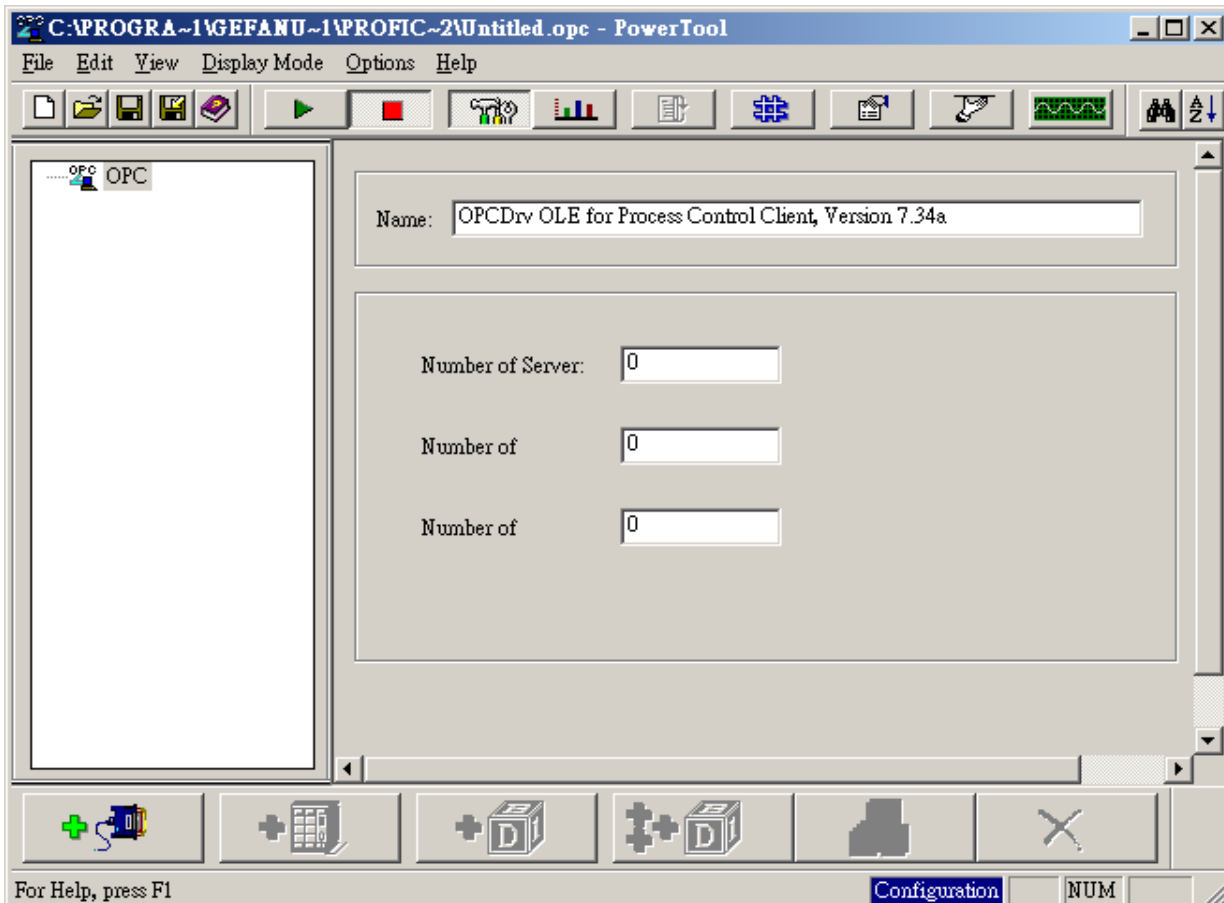 C:\PROGRA~1\GEFANU~1\PROFIC~2\Untitled.opc - PowerTool
File Edit View Display Mode Options Help
OPC OPC
Name: OPCDrv OLE for Process Control Client, Version 7.34a
Number of Server: 0
Number of 0
Number of 0
For Help, press F1 Configuration NUM